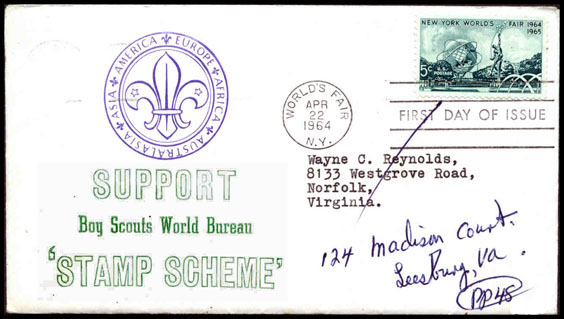 ASIA ★ AMERICA ★ EUROPE ★ AFRICA ★ AUSTRALASIA ★
NEW YORK WORLD'S FAIR 1964
1965
5c
U.S. POSTAGE
WORLD'S FAIR
APR
22
1964
N.Y.
FIRST DAY OF ISSUE
SUPPORT
Boy Scouts World Bureau
'STAMP SCHEME'
Wayne C. Reynolds,
8133 Westgrove Road,
Norfolk,
Virginia.
124 Madison Court.
Leesburg, Va.
PP48